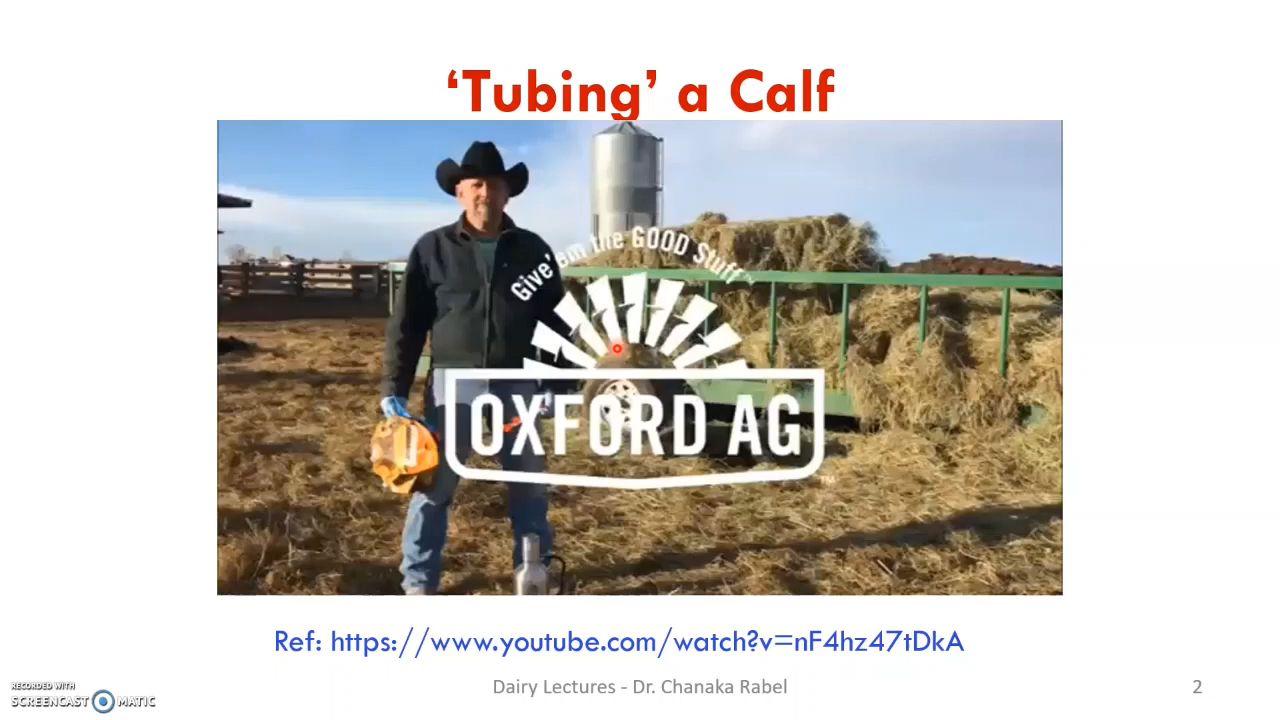 ‘Tubing’ a Calf
Give 'em the GOOD Stuff™
OXFORD AG
Ref: https://www.youtube.com/watch?v=nF4hz47tDkA
Dairy Lectures - Dr. Chanaka Rabel
2
RECORDED WITH
SCREENCAST MATIC